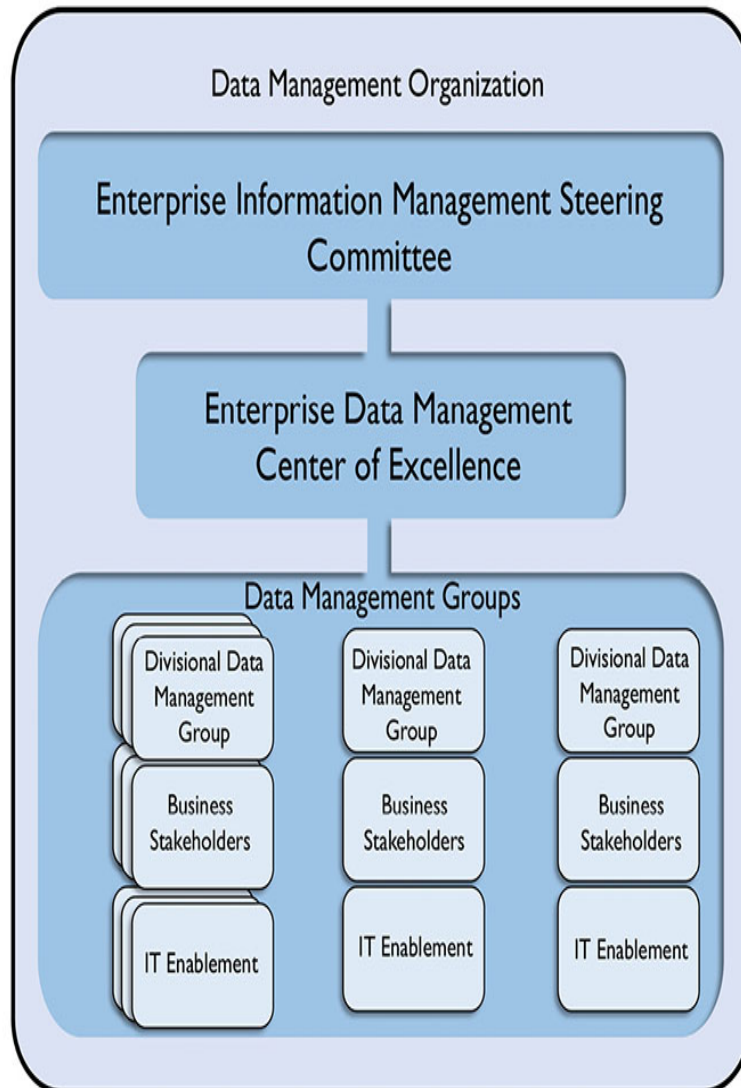 Data Management Organization
Enterprise Information Management Steering
Committee
Enterprise Data Management
Center of Excellence
Data Management Groups
Divisional Data
Management
Group
Business
Stakeholders
IT Enablement
Divisional Data
Management
Group
Business
Stakeholders
IT Enablement
Divisional Data
Management
Group
Business
Stakeholders
IT Enablement